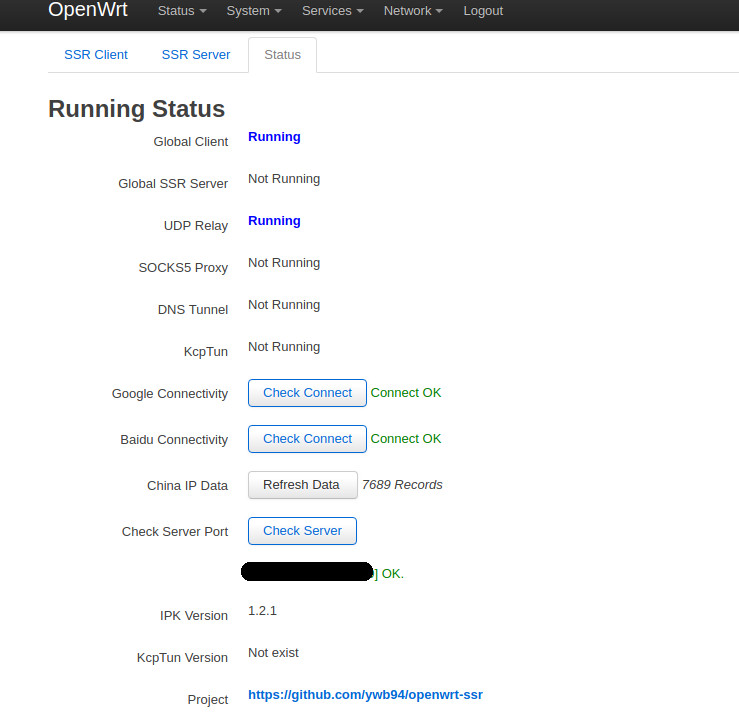 OpenWrt Status System Services Network Logout
SSR Client SSR Server Status
Running Status
Global Client Running
Global SSR Server Not Running
UDP Relay Running
SOCKS5 Proxy Not Running
DNS Tunnel Not Running
KcpTun Not Running
Google Connectivity Check Connect Connect OK
Baidu Connectivity Check Connect Connect OK
China IP Data Refresh Data 7689 Records
Check Server Port Check Server
] OK.
IPK Version 1.2.1
KcpTun Version Not exist
Project https://github.com/ywb94/openwrt-ssr